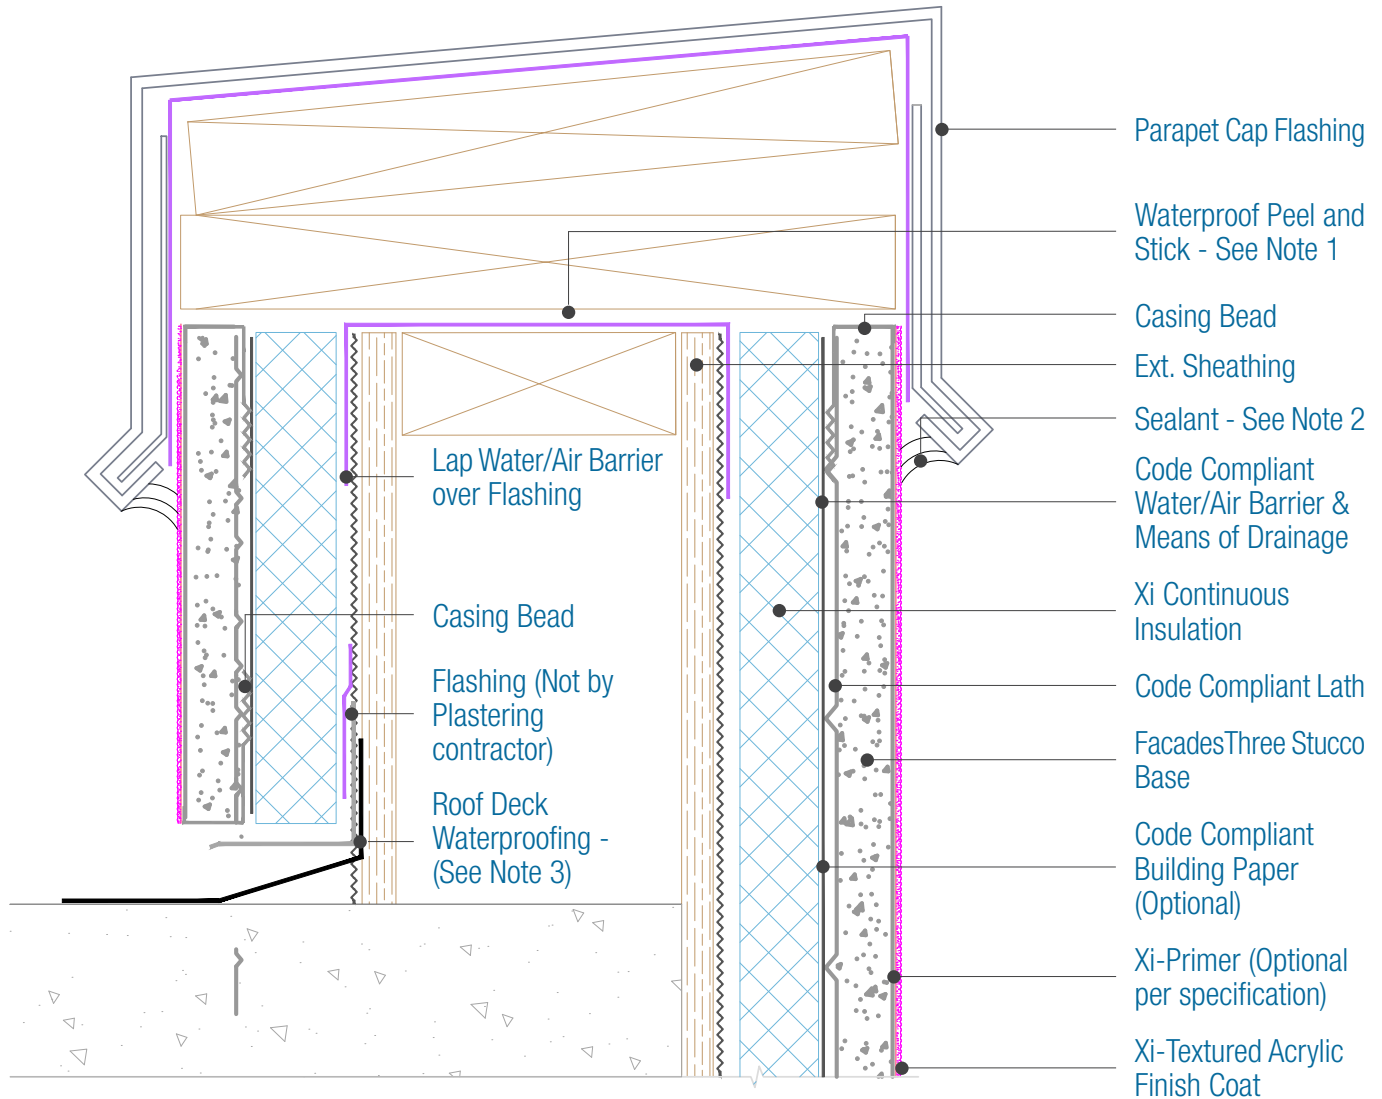 Parapet Cap Flashing
Waterproof Peel and
Stick - See Note 1
Casing Bead
Ext. Sheathing
Sealant - See Note 2
Code Compliant
Water/Air Barrier &
Means of Drainage
Xi Continuous
Insulation
Code Compliant Lath
FacadesThree Stucco
Base
Code Compliant
Building Paper
(Optional)
Xi-Primer (Optional
per specification)
Xi-Textured Acrylic
Finish Coat
Lap Water/Air Barrier
over Flashing
Casing Bead
Flashing (Not by
Plastering
contractor)
Roof Deck
Waterproofing -
(See Note 3)